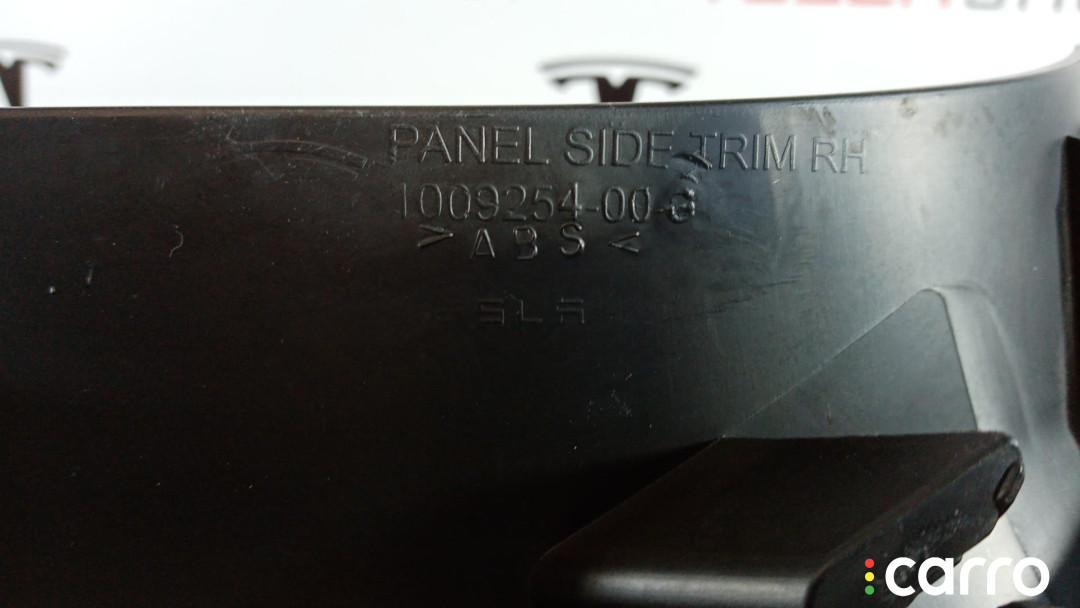 PANEL SIDE TRIM RH
1009254-00-G
>ABS<
carro